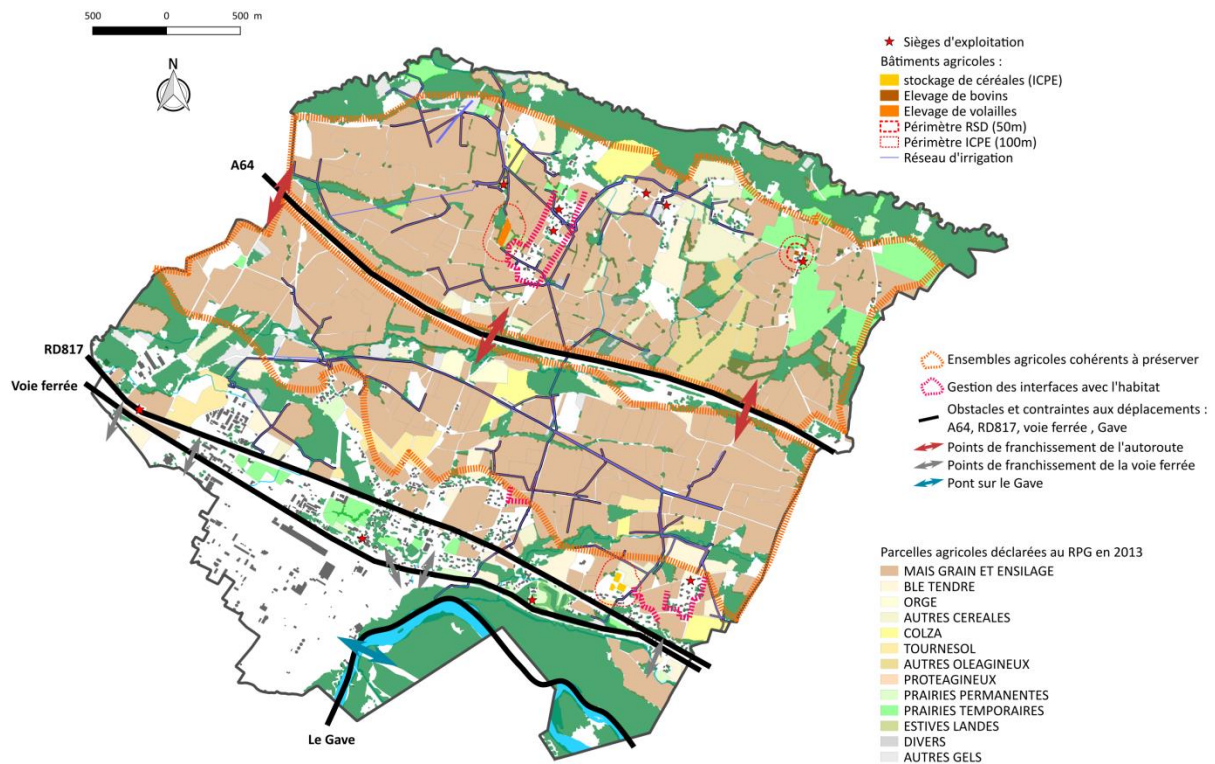 500 0 500 m
N
A64
RD817
Voie ferrée
Le Gave
Sièges d'exploitation
Bâtiments agricoles :
stockage de céréales (ICPE)
Elevage de bovins
Elevage de volailles
Périmètre RSD (50m)
Périmètre ICPE (100m)
Réseau d'irrigation
Ensembles agricoles cohérents à préserver
Gestion des interfaces avec l'habitat
Obstacles et contraintes aux déplacements :
A64, RD817, voie ferrée , Gave
Points de franchissement de l'autoroute
Points de franchissement de la voie ferrée
Pont sur le Gave
Parcelles agricoles déclarées au RPG en 2013
MAIS GRAIN ET ENSILAGE
BLE TENDRE
ORGE
AUTRES CEREALES
COLZA
TOURNESOL
AUTRES OLEAGINEUX
PROTEAGINEUX
PRAIRIES PERMANENTES
PRAIRIES TEMPORAIRES
ESTIVES LANDES
DIVERS
AUTRES GELS